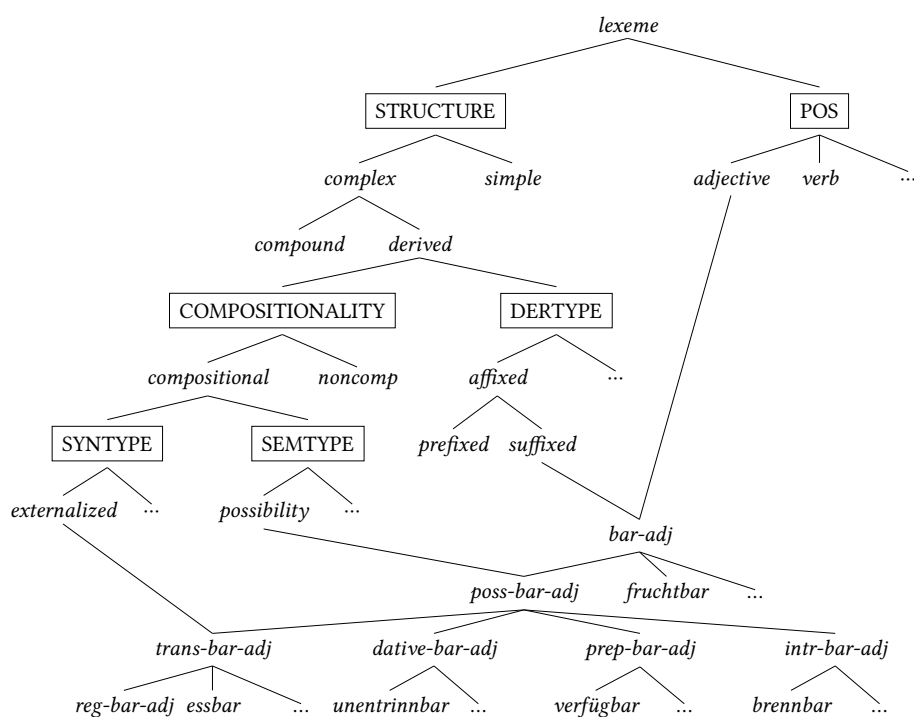 lexeme
STRUCTURE POS
complex simple adjective verb ...
compound derived
COMPOSITIONALITY DERTYPE
compositional noncomp affixed ...
SYNTYPE SEMTYPE prefixed suffixed
externalized ... possibility ...
bar-adj
poss-bar-adj fruchtbar ...
trans-bar-adj dative-bar-adj prep-bar-adj intr-bar-adj
reg-bar-adj essbar ... unentrinnbar ... verfügbar ... brennbar ...